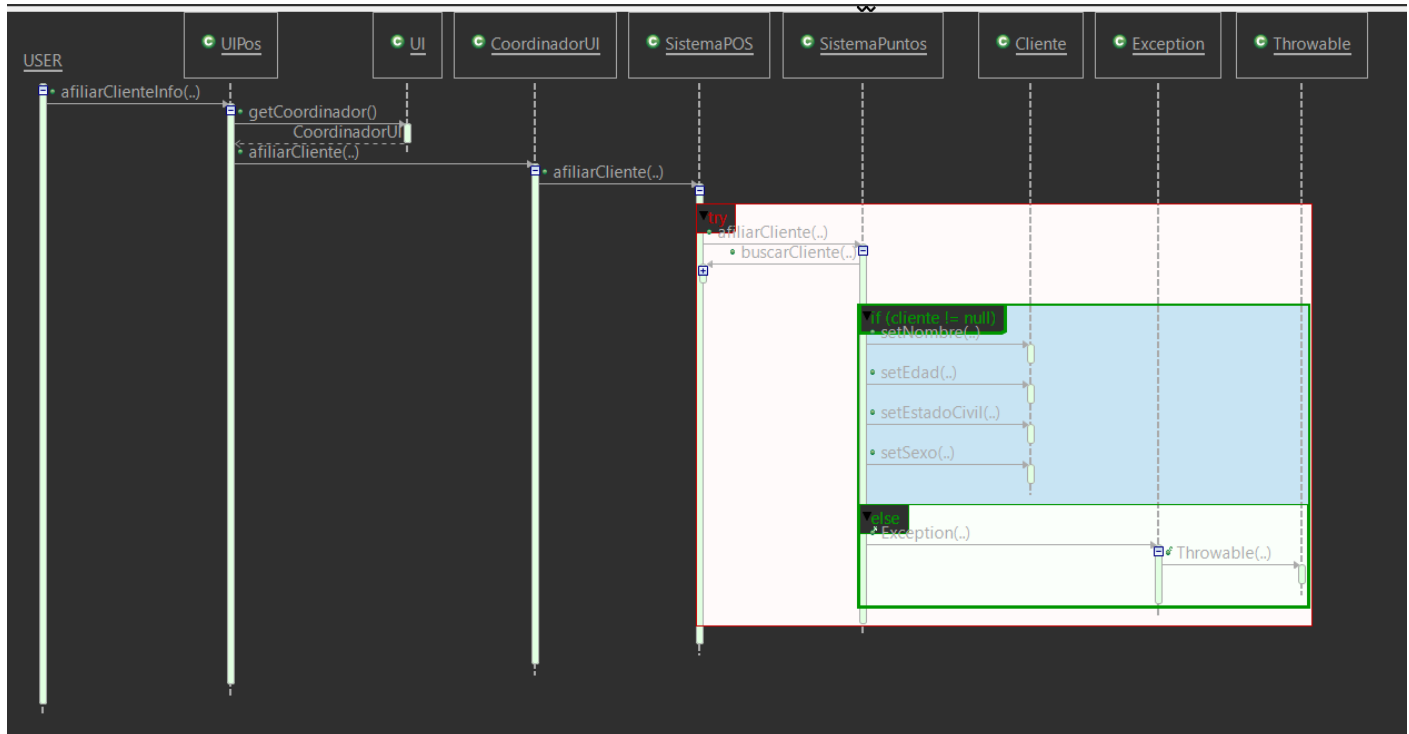 USER
UIPos
UI
CoordinadorUI
SistemaPOS
SistemaPuntos
Cliente
Exception
Throwable
afiliarClienteInfo(..)
getCoordinador()
CoordinadorUI
afiliarCliente(..)
afiliarCliente(..)
try
afiliarCliente(..)
buscarCliente(..)
if (cliente != null)
setNombre(..)
setEdad(..)
setEstadoCivil(..)
setSexo(..)
else
Exception(..)
Throwable(..)